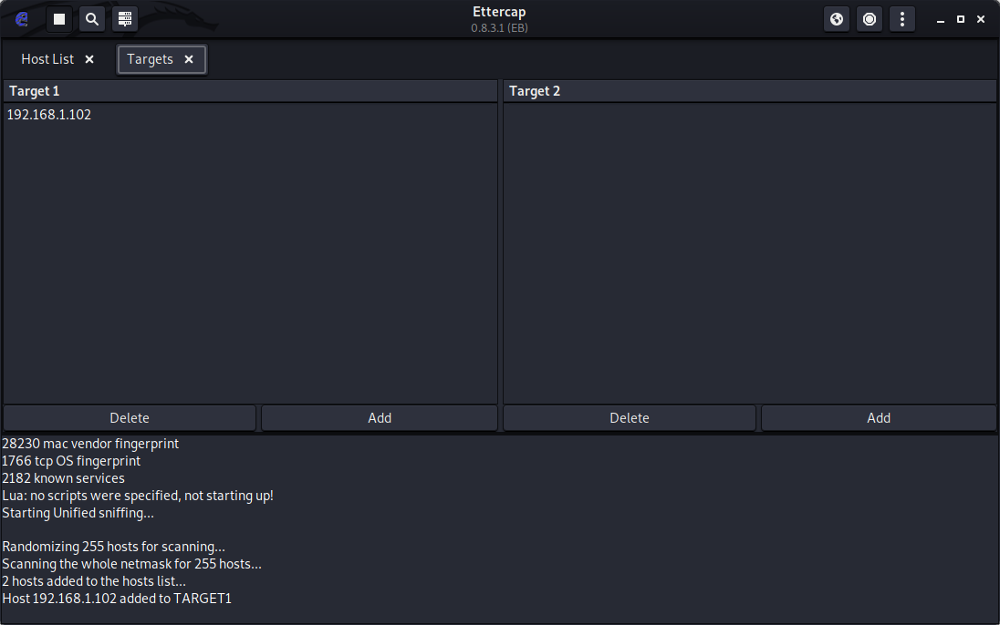 Ettercap
0.8.3.1 (EB)
Host List
Targets
Target 1
Target 2
192.168.1.102
Delete
Add
Delete
Add
28230 mac vendor fingerprint
1766 tcp OS fingerprint
2182 known services
Lua: no scripts were specified, not starting up!
Starting Unified sniffing...
Randomizing 255 hosts for scanning...
Scanning the whole netmask for 255 hosts...
2 hosts added to the hosts list...
Host 192.168.1.102 added to TARGET1